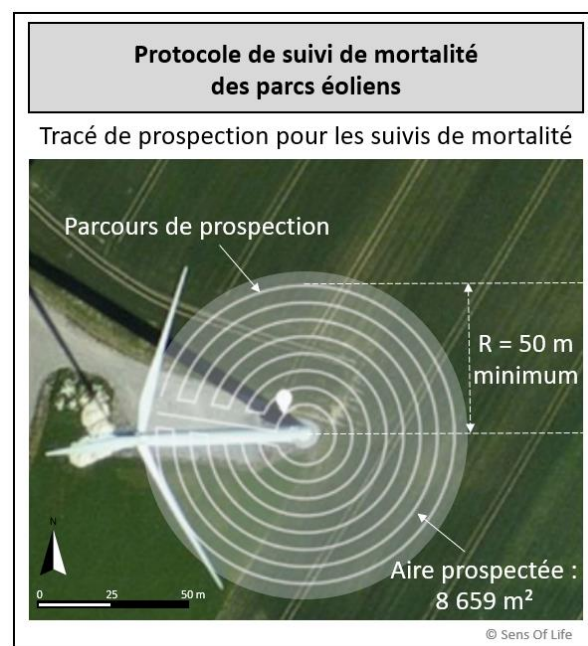 Protocole de suivi de mortalité
des parcs éoliens
Tracé de prospection pour les suivis de mortalité
Parcours de prospection
R = 50 m
minimum
Aire prospectée :
8 659 m²
N
0 25 50 m
© Sens Of Life